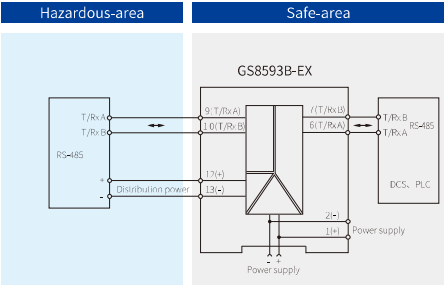 Hazardous-area
Safe-area
GS8593B-EX
T/RxA
T/RxB
RS-485
+
-
Distribution power
9(T/RxA)
10(T/RxB)
12(+)
13(-)
7(T/RxB)
6(T/RxA)
T/RxB
T/RxA
RS-485
DCS、PLC
2(-)
1(+)
Power supply
- +
Power supply